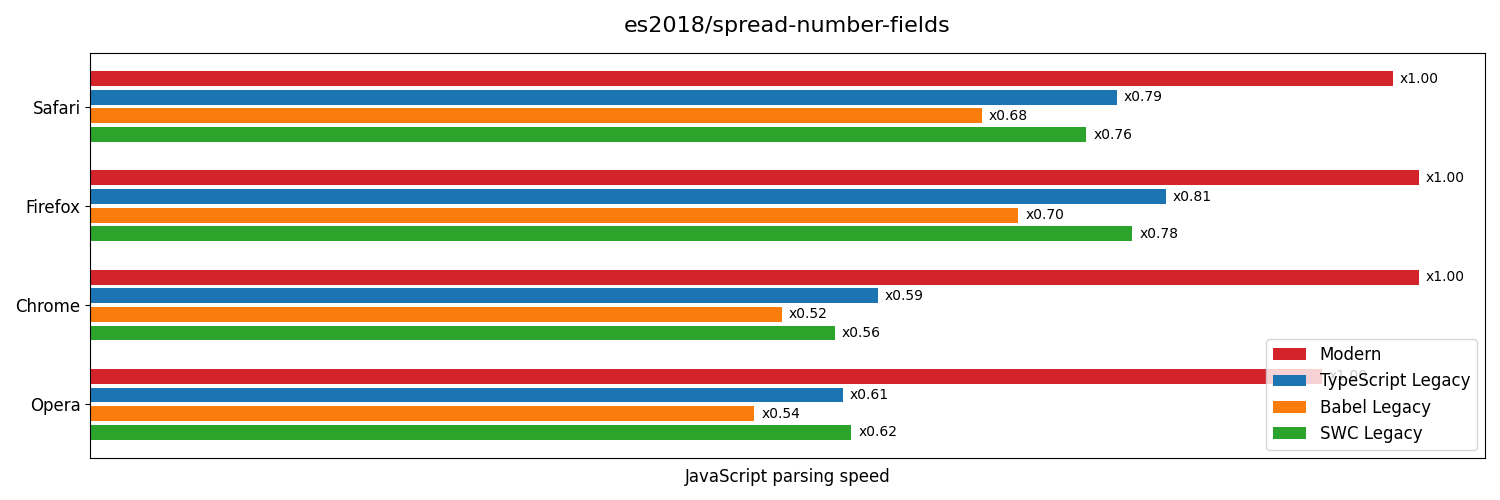 es2018/spread-number-fields
Safari
x1.00
x0.79
x0.68
x0.76
Firefox
x1.00
x0.81
x0.70
x0.78
Chrome
x1.00
x0.59
x0.52
x0.56
Opera
x1.00
x0.61
x0.54
x0.62
Modern
TypeScript Legacy
Babel Legacy
SWC Legacy
JavaScript parsing speed